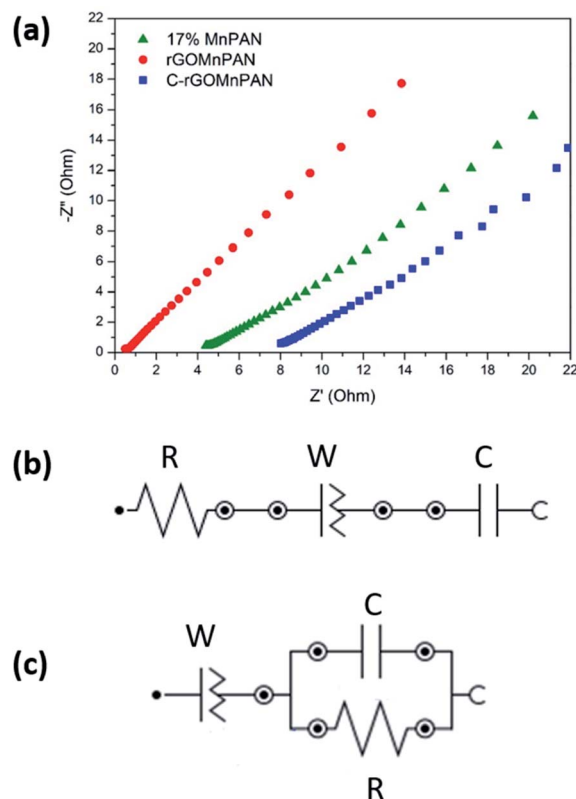 (a)
22
20
18
16
14
12
10
8
6
4
2
0
-Z" (Ohm)
17% MnPAN
rGOMnPAN
C-rGOMnPAN
0 2 4 6 8 10 12 14 16 18 20 22
Z' (Ohm)
(b)
R W C
(c)
W C
R